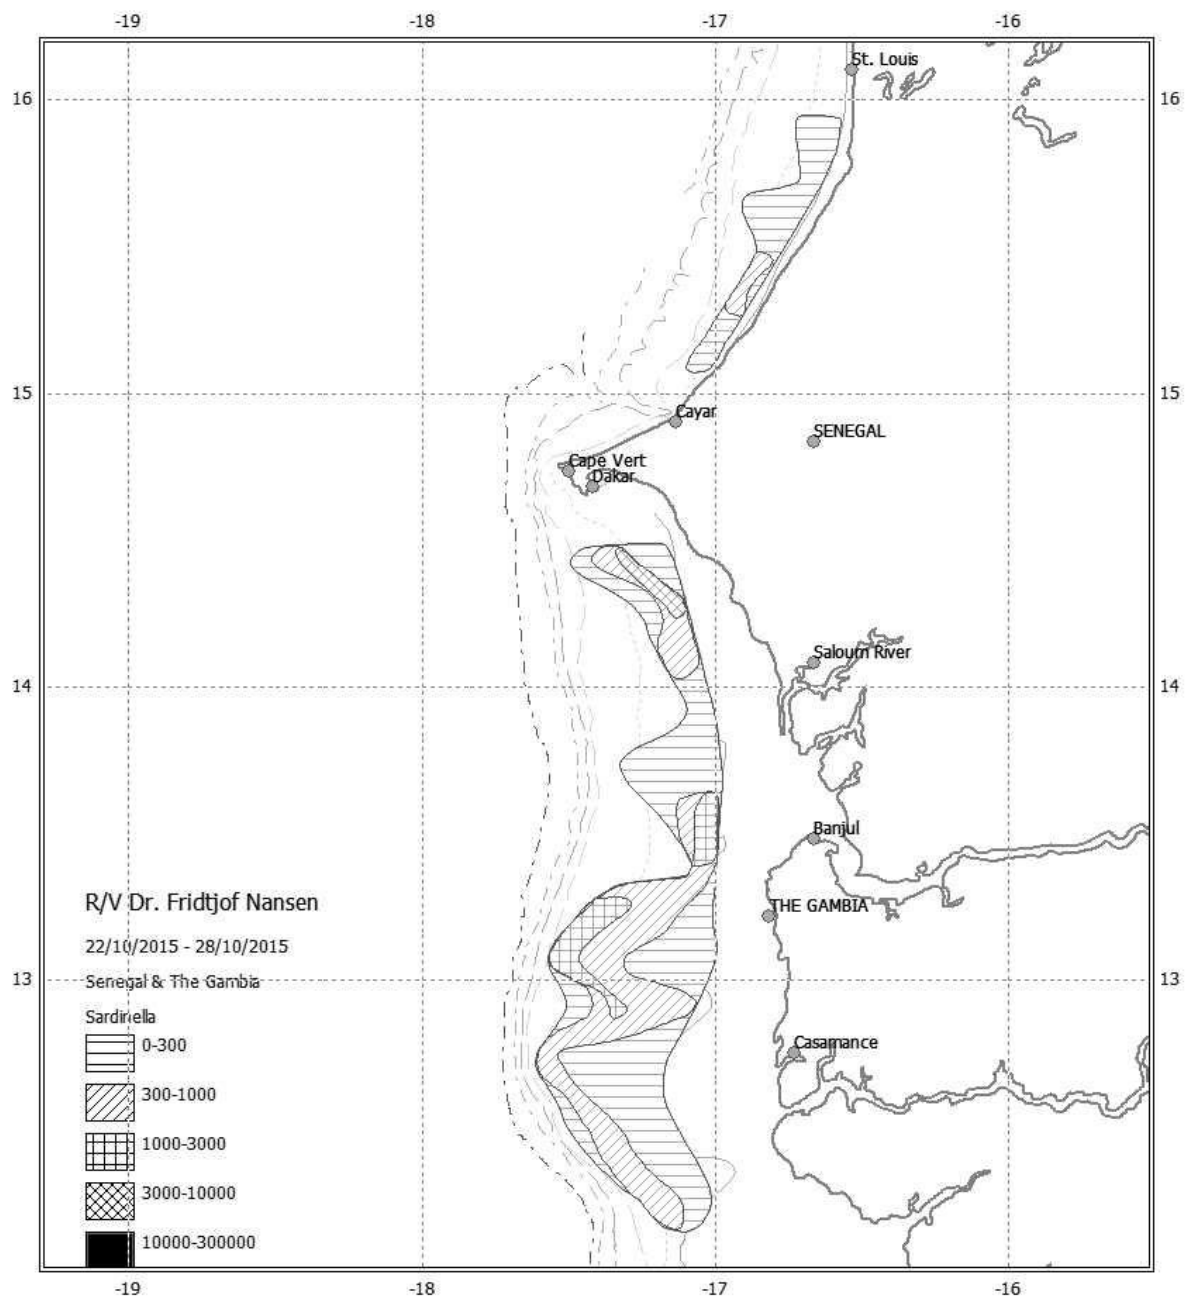 -19 -18 -17 -16
St. Louis
16 16
15 15
Cayar
SENEGAL
Cape Vert
Dakar
Saloum River
14 14
Banjul
R/V Dr. Fridtjof Nansen
THE GAMBIA
22/10/2015 - 28/10/2015
Senegal & The Gambia
13 13
Sardinella
0-300
Casamance
300-1000
1000-3000
3000-10000
10000-300000
-19 -18 -17 -16